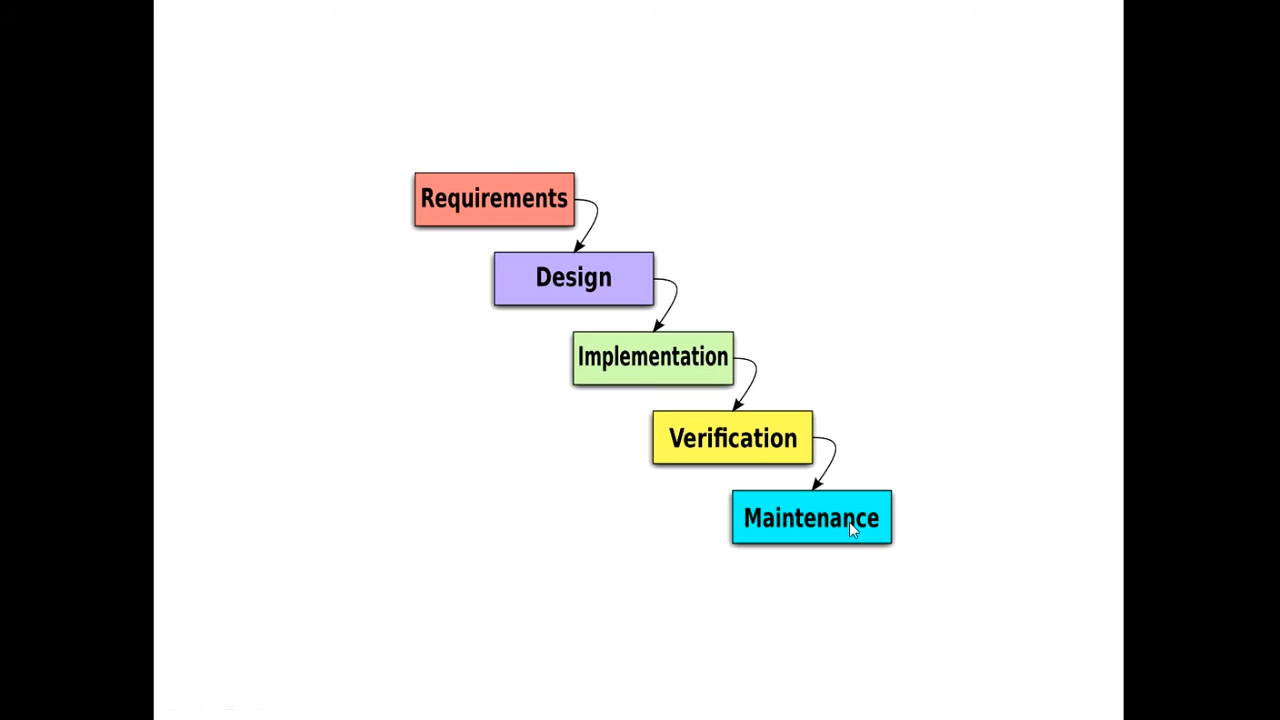 Requirements
Design
Implementation
Verification
Maintenance